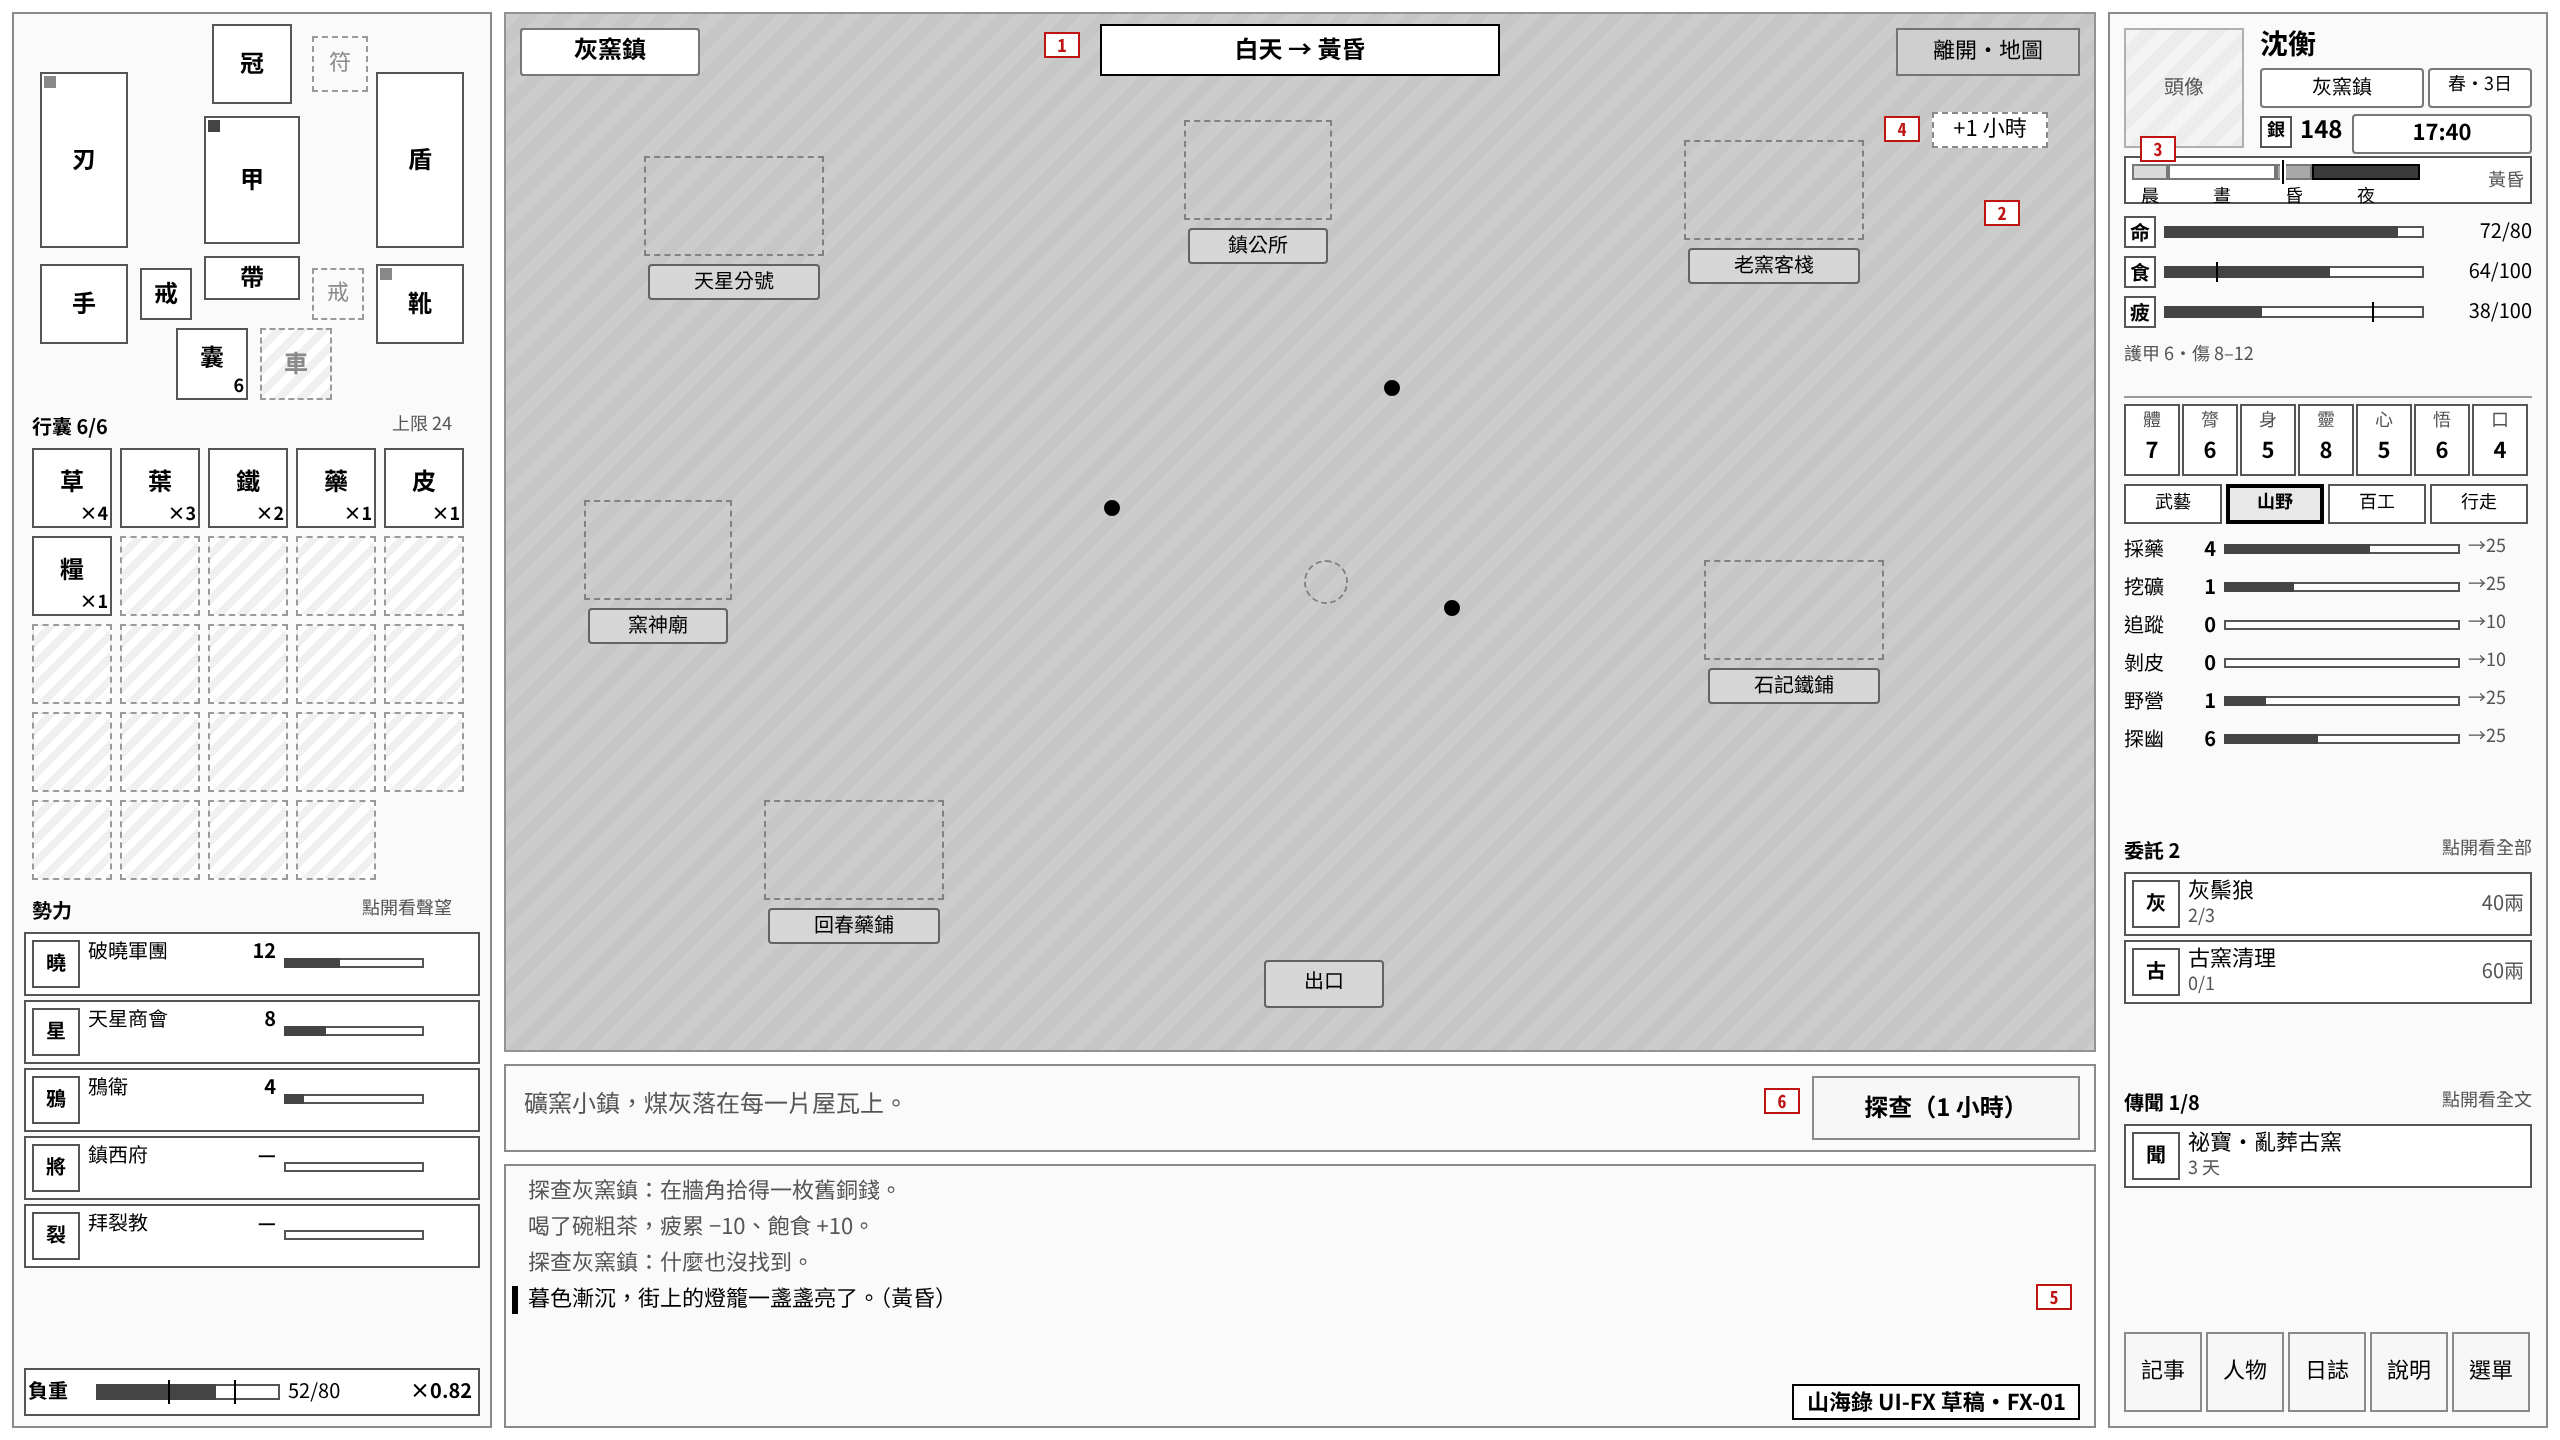 冠
符
刃
甲
盾
手
戒
帶
戒
靴
囊
6
車
行囊 6/6
上限 24
草
×4
葉
×3
鐵
×2
藥
×1
皮
×1
糧
×1
勢力
點開看聲望
曉
破曉軍團
12
星
天星商會
8
鴉
鴉衛
4
將
鎮西府
—
裂
拜裂教
—
負重
52/80
×0.82
灰窯鎮
1
白天→黃昏
離開・地圖
4
+1 小時
2
天星分號
鎮公所
老窯客棧
窯神廟
石記鐵鋪
回春藥鋪
出口
礦窯小鎮，煤灰落在每一片屋瓦上。
6
探查（1 小時）
探查灰窯鎮：在牆角拾得一枚舊銅錢。
喝了碗粗茶，疲累 −10、飽食 +10。
探查灰窯鎮：什麼也沒找到。
暮色漸沉，街上的燈籠一盞盞亮了。（黃昏）
5
山海錄 UI-FX 草稿・FX-01
頭像
沈衡
灰窯鎮
春・3日
銀
148
17:40
3
晨
晝
昏
夜
黃昏
命
72/80
食
64/100
疲
38/100
護甲 6・傷 8–12
體
7
膂
6
身
5
靈
8
心
5
悟
6
口
4
武藝
山野
百工
行走
採藥
4
→25
挖礦
1
→25
追蹤
0
→10
剝皮
0
→10
野營
1
→25
探幽
6
→25
委託 2
點開看全部
灰
灰鬃狼
2/3
40兩
古
古窯清理
0/1
60兩
傳聞 1/8
點開看全文
聞
祕寶・亂葬古窯
3 天
記事
人物
日誌
說明
選單